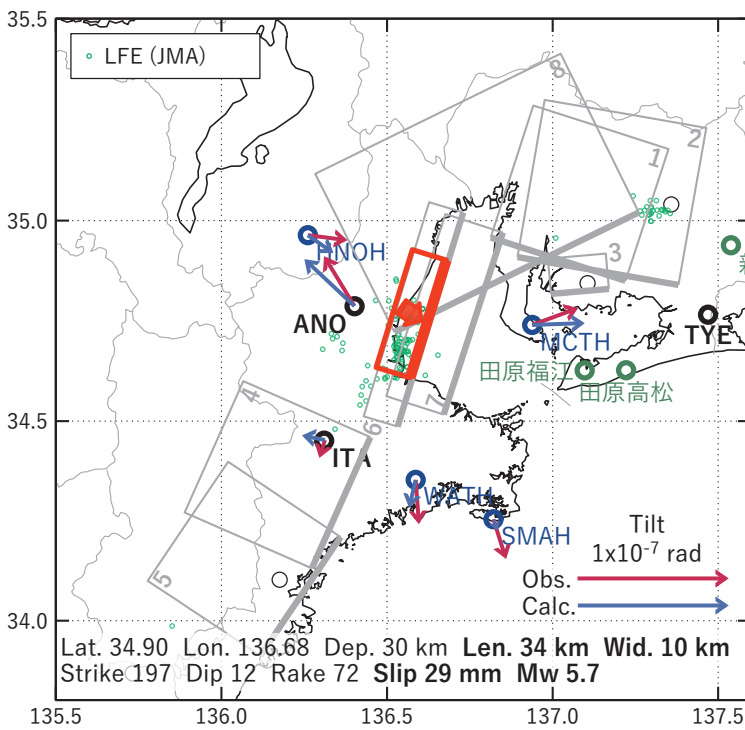 35.5
LFE (JMA)
8
2
1
35.0
HNOH
3
ANO
MCTH
TYE
田原福江
田原高松
7
4
6
34.5
ITA
WATH
SMAH
Tilt
1x10⁻⁷ rad
5
Obs.
Calc.
34.0
Lat. 34.90 Lon. 136.68 Dep. 30 km Len. 34 km Wid. 10 km
Strike 197 Dip 12 Rake 72 Slip 29 mm Mw 5.7
135.5 136.0 136.5 137.0 137.5